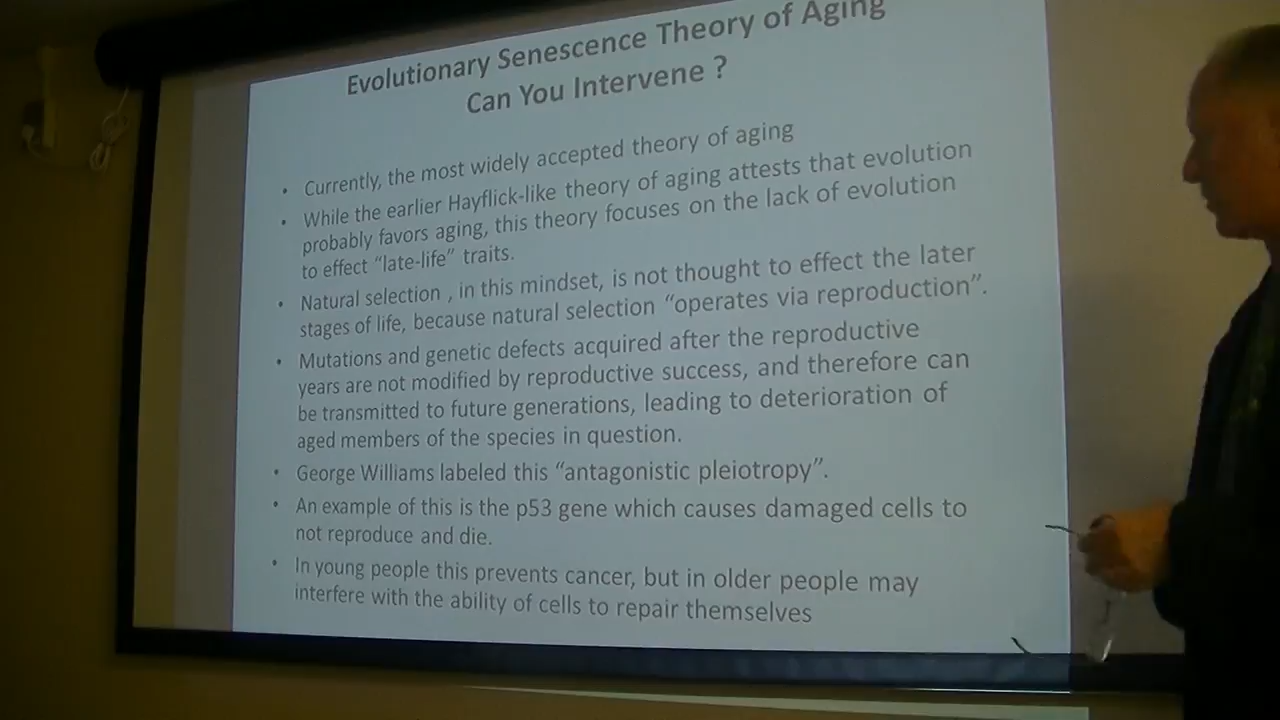 Evolutionary Senescence Theory of Aging
Can You Intervene ?
• Currently, the most widely accepted theory of aging
• While the earlier Hayflick-like theory of aging attests that evolution
probably favors aging, this theory focuses on the lack of evolution
to effect “late-life” traits.
• Natural selection , in this mindset, is not thought to effect the later
stages of life, because natural selection “operates via reproduction”.
• Mutations and genetic defects acquired after the reproductive
years are not modified by reproductive success, and therefore can
be transmitted to future generations, leading to deterioration of
aged members of the species in question.
• George Williams labeled this “antagonistic pleiotropy”.
• An example of this is the p53 gene which causes damaged cells to
not reproduce and die.
• In young people this prevents cancer, but in older people may
interfere with the ability of cells to repair themselves